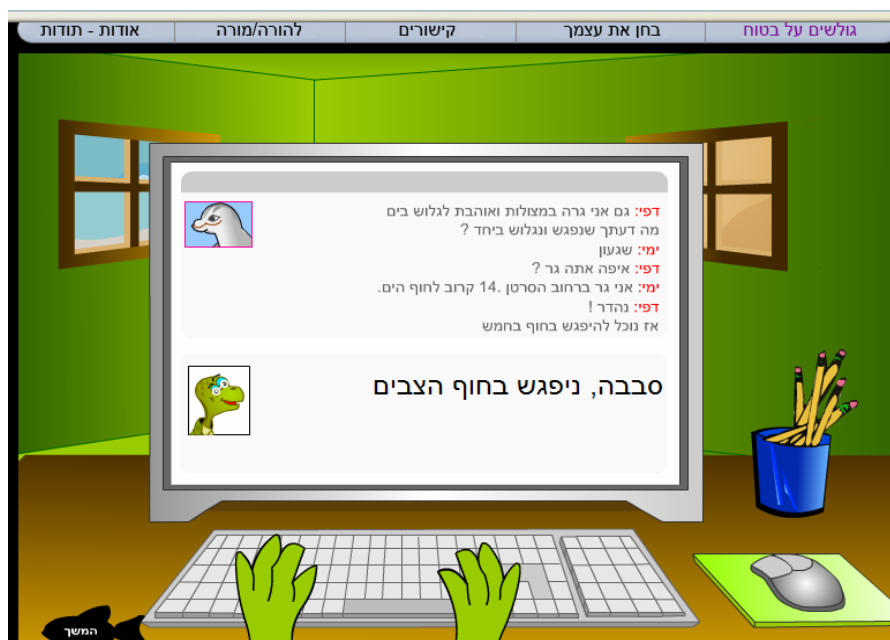 גולשים על בטוח
בחן את עצמך
קישורים
להורה/מורה
אודות - תודות
דפי: גם אני גרה במצולות ואוהבת לגלוש בים
מה דעתך שנפגש ונגלוש ביחד ?
ימי: שגעון
דפי: איפה אתה גר ?
ימי: אני גר ברחוב הסרטן 14. קרוב לחוף הים.
דפי: נהדר !
אז נוכל להיפגש בחוף בחמש
סבבה, ניפגש בחוף הצבים
המשך